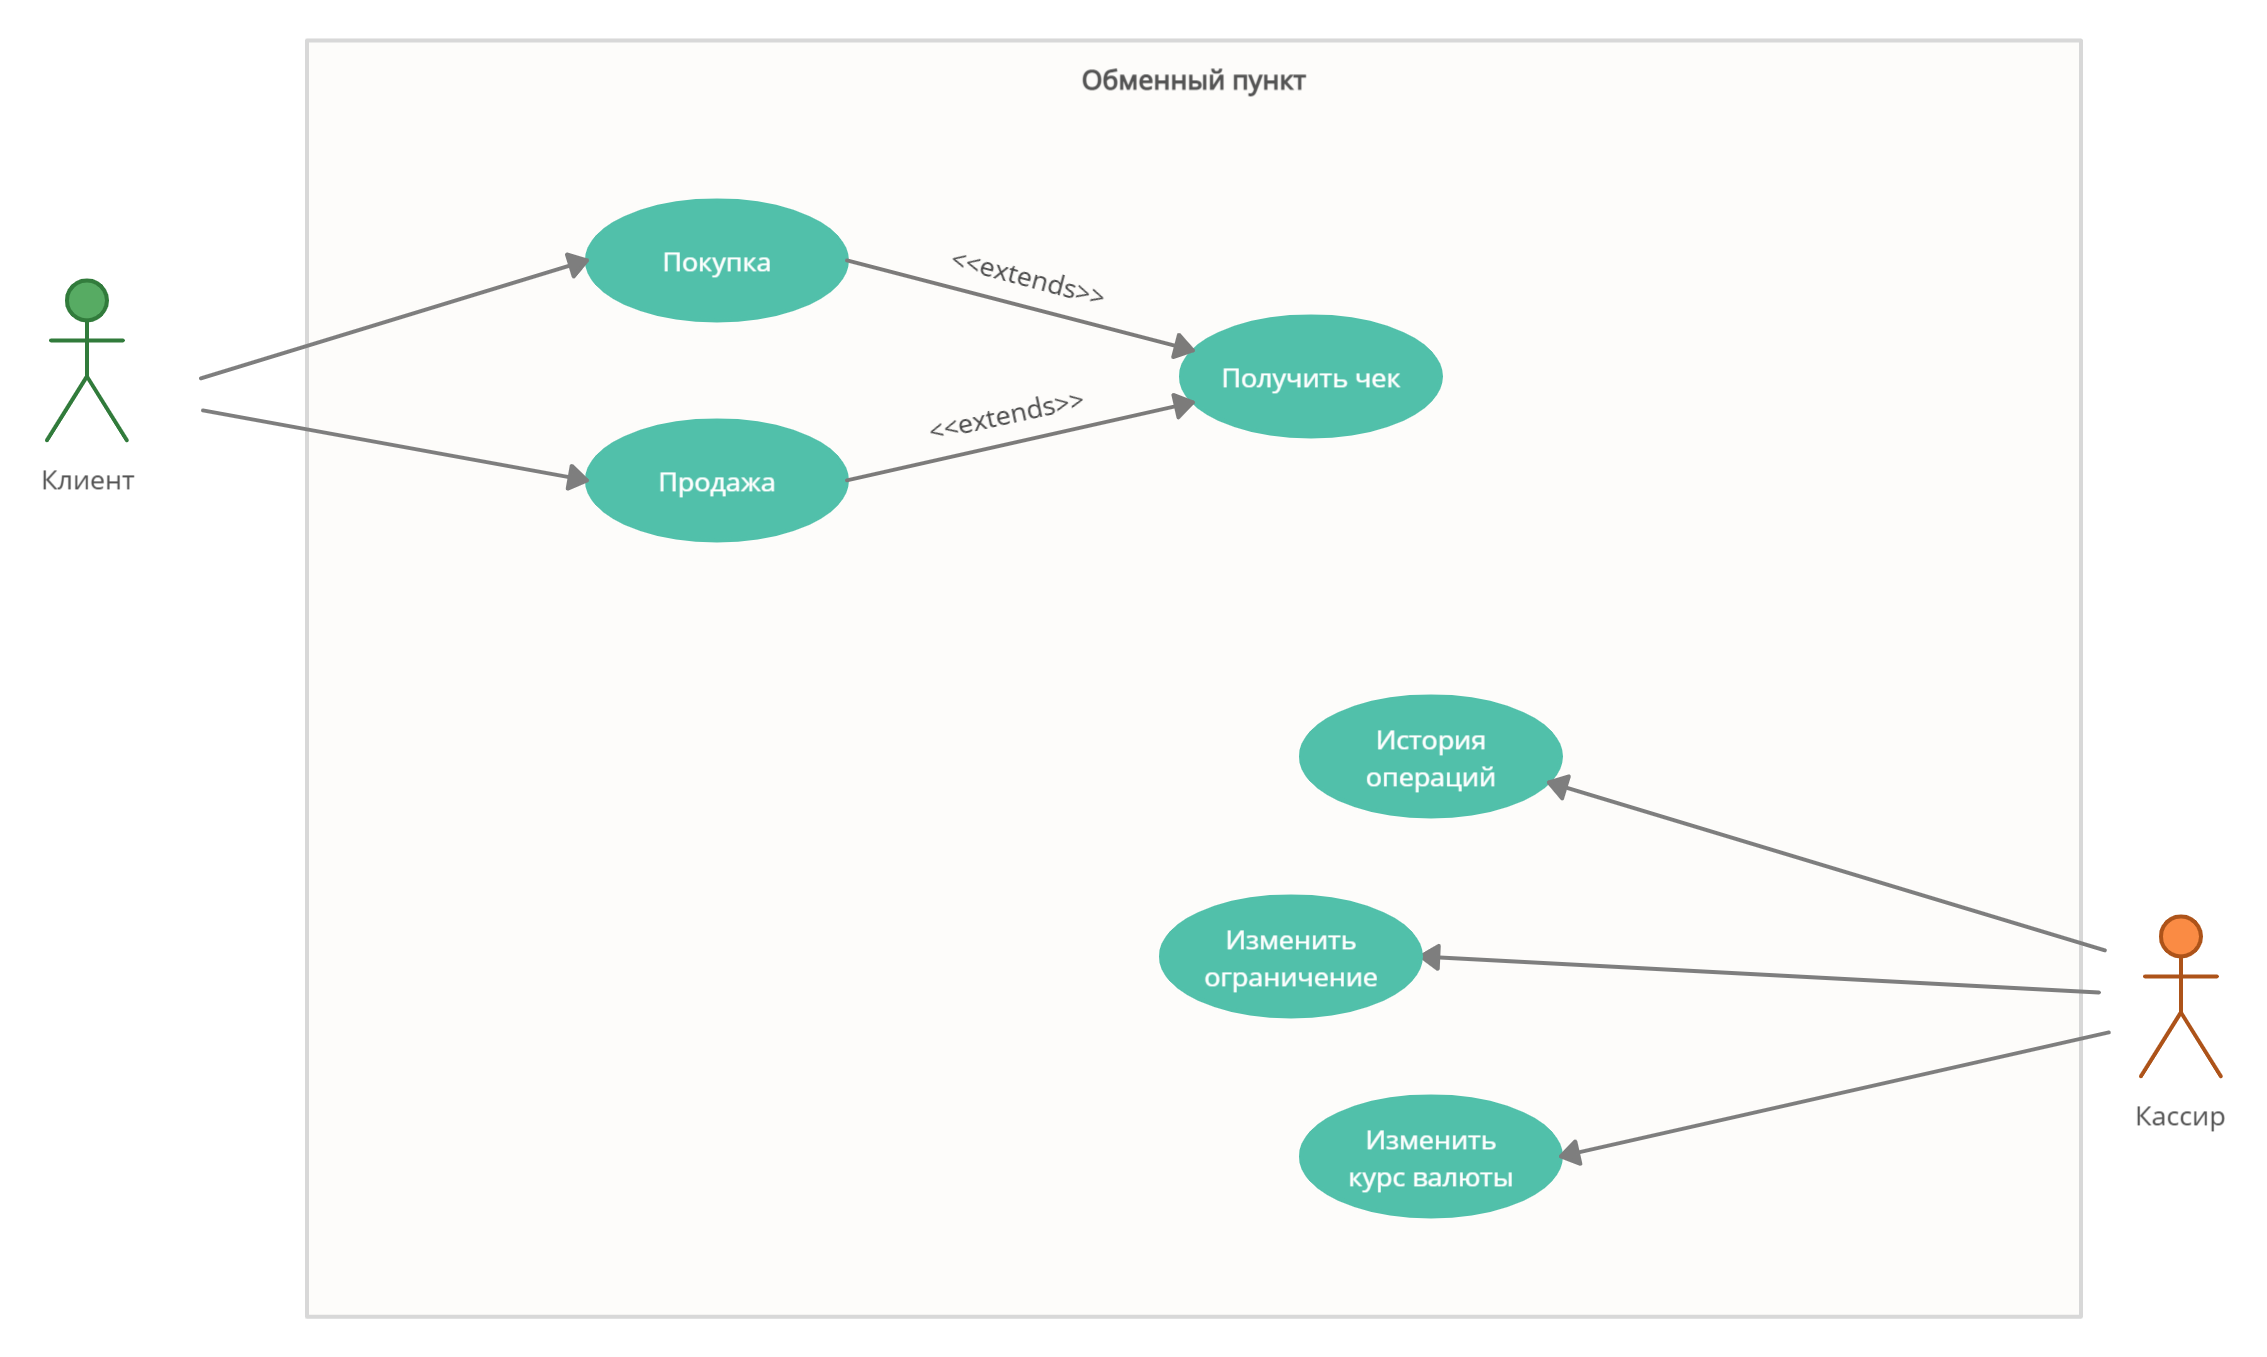 Обменный пункт
Покупка
<<extends>>
Получить чек
Клиент
Продажа
<<extends>>
История
операций
Изменить
ограничение
Кассир
Изменить
курс валюты